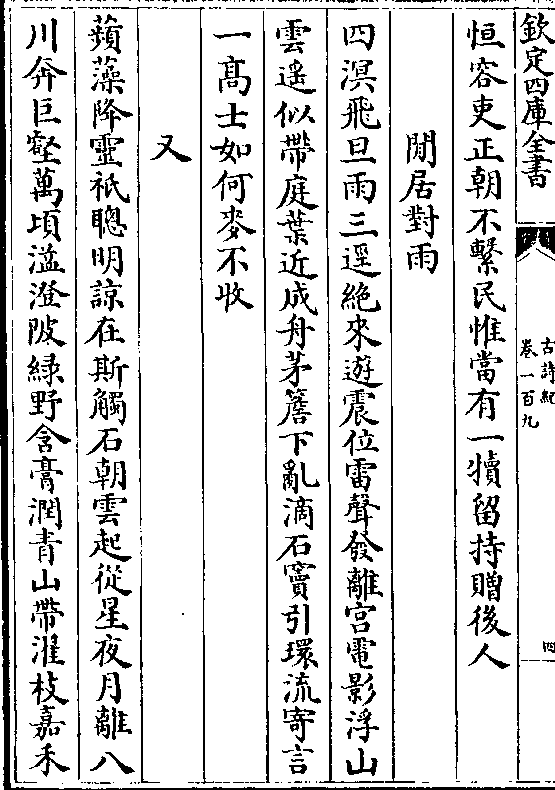 欽定四庫全書
古詩紀
卷一百九
四
恒容吏正朝不繫民惟當有一犢留持贈後人
閒居對雨
四溟飛旦雨三逕絶來遊震位雷聲發離宫電影浮山
雲遥似帶庭葉近成舟茅簷下亂滴石竇引環流寄言
一髙士如何麥不收
又
蘋藻降靈祇聰明諒在斯觸石朝雲起從星夜月離八
川奔巨壑萬頃溢澄陂緑野含膏潤青山帶濯枝嘉禾